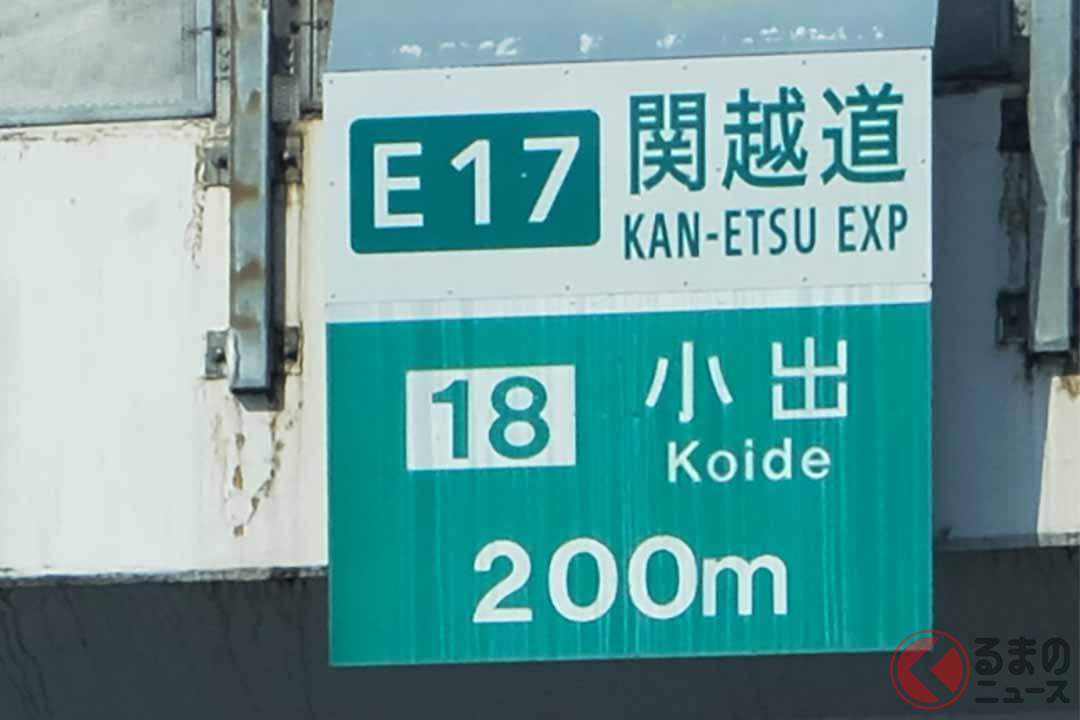 E17 関越道
KAN-ETSU EXP
18 小出
Koide
200m
くるまのニュース